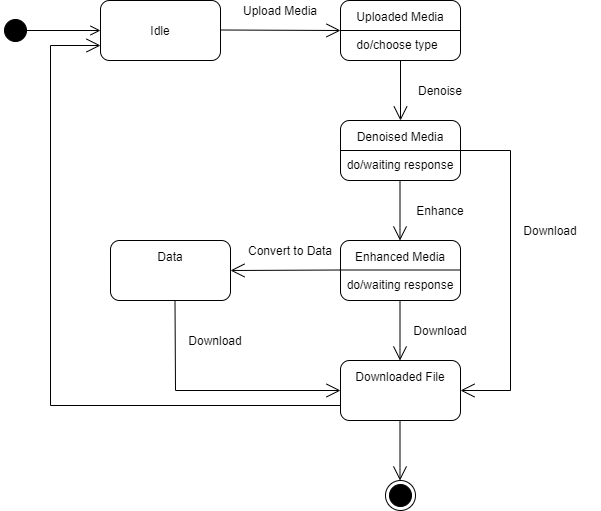 Idle
Upload Media
Uploaded Media
do/choose type
Denoise
Denoised Media
do/waiting response
Enhance
Download
Data
Convert to Data
Enhanced Media
do/waiting response
Download
Download
Downloaded File